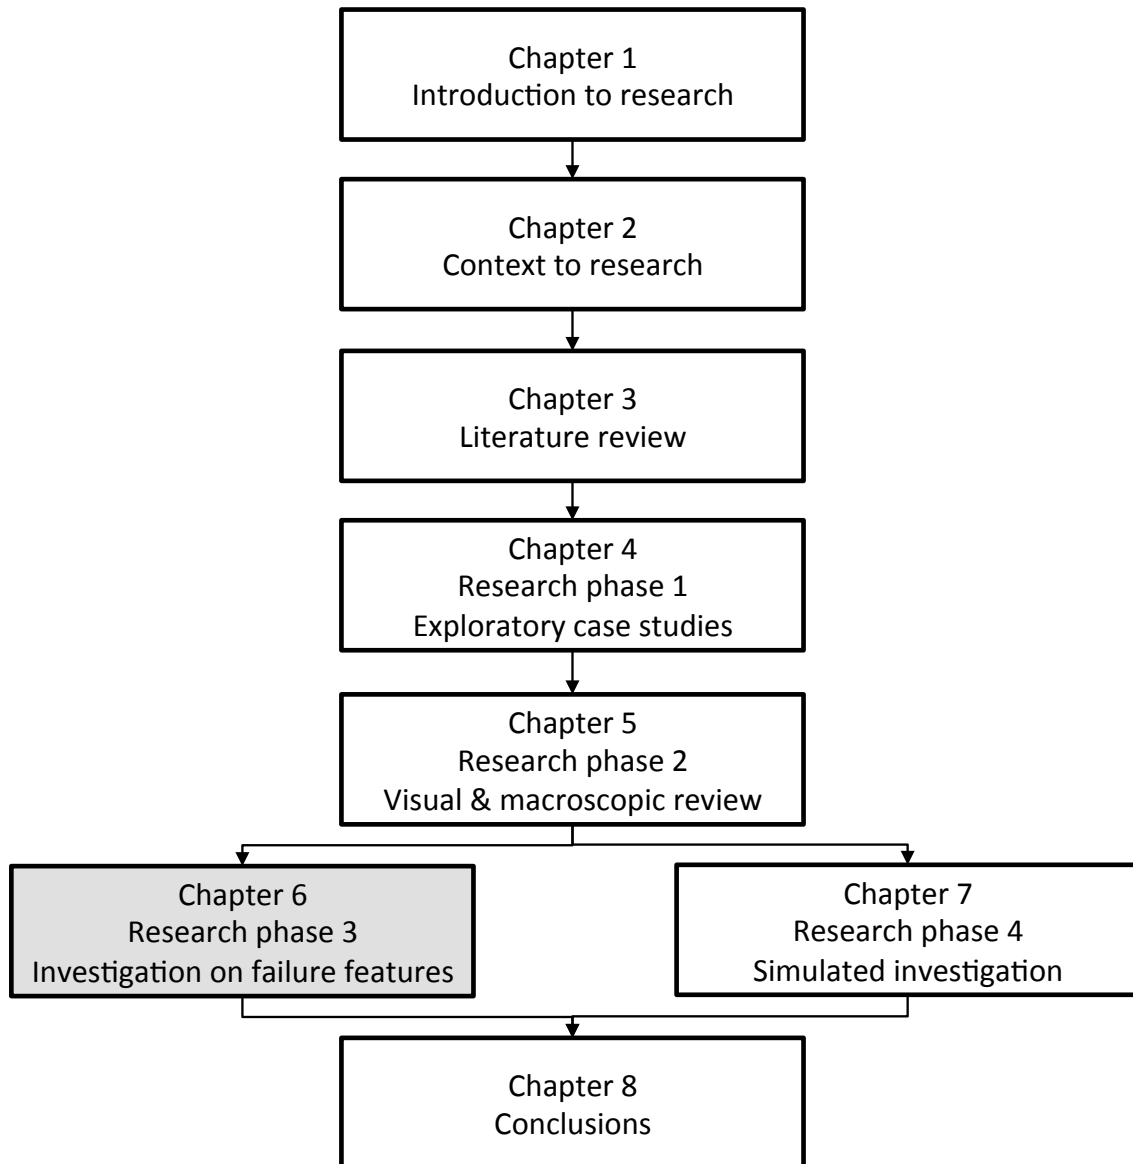 Chapter 1
Introduction to research
Chapter 2
Context to research
Chapter 3
Literature review
Chapter 4
Research phase 1
Exploratory case studies
Chapter 5
Research phase 2
Visual & macroscopic review
Chapter 6
Research phase 3
Investigation on failure features
Chapter 7
Research phase 4
Simulated investigation
Chapter 8
Conclusions